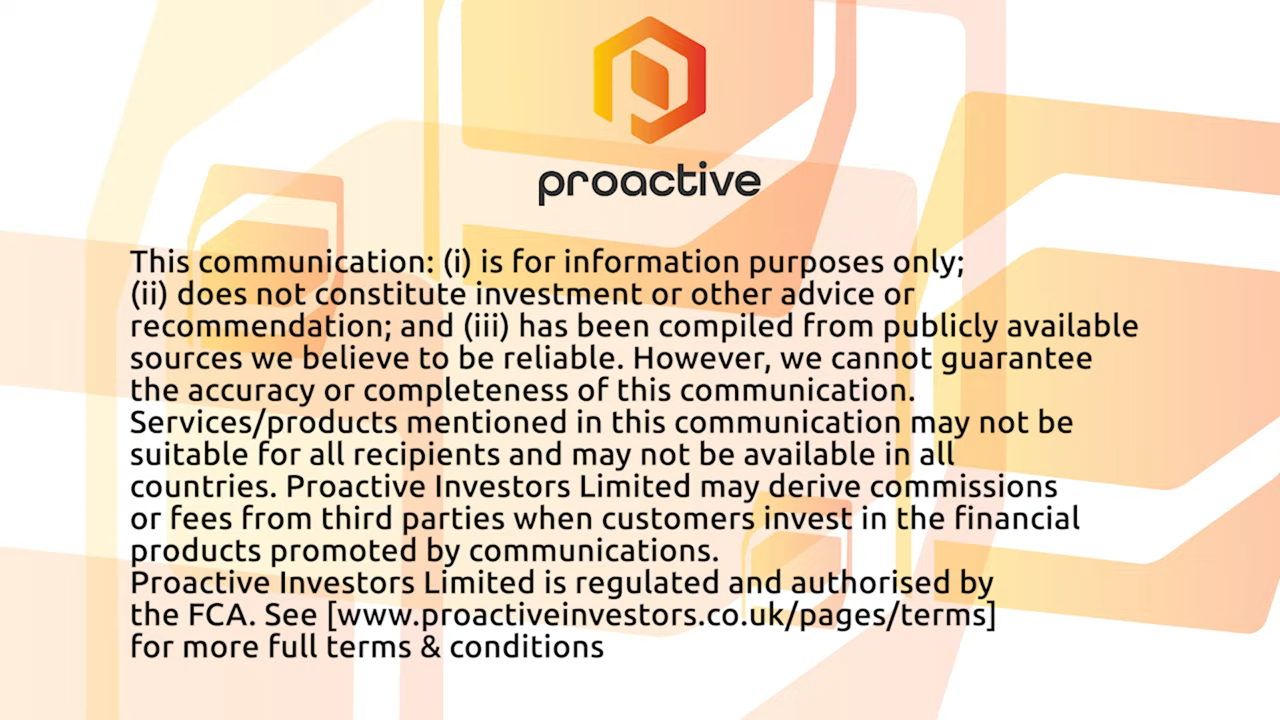 proactive
This communication: (i) is for information purposes only;
(ii) does not constitute investment or other advice or
recommendation; and (iii) has been compiled from publicly available
sources we believe to be reliable. However, we cannot guarantee
the accuracy or completeness of this communication.
Services/products mentioned in this communication may not be
suitable for all recipients and may not be available in all
countries. Proactive Investors Limited may derive commissions
or fees from third parties when customers invest in the financial
products promoted by communications.
Proactive Investors Limited is regulated and authorised by
the FCA. See [www.proactiveinvestors.co.uk/pages/terms]
for more full terms & conditions